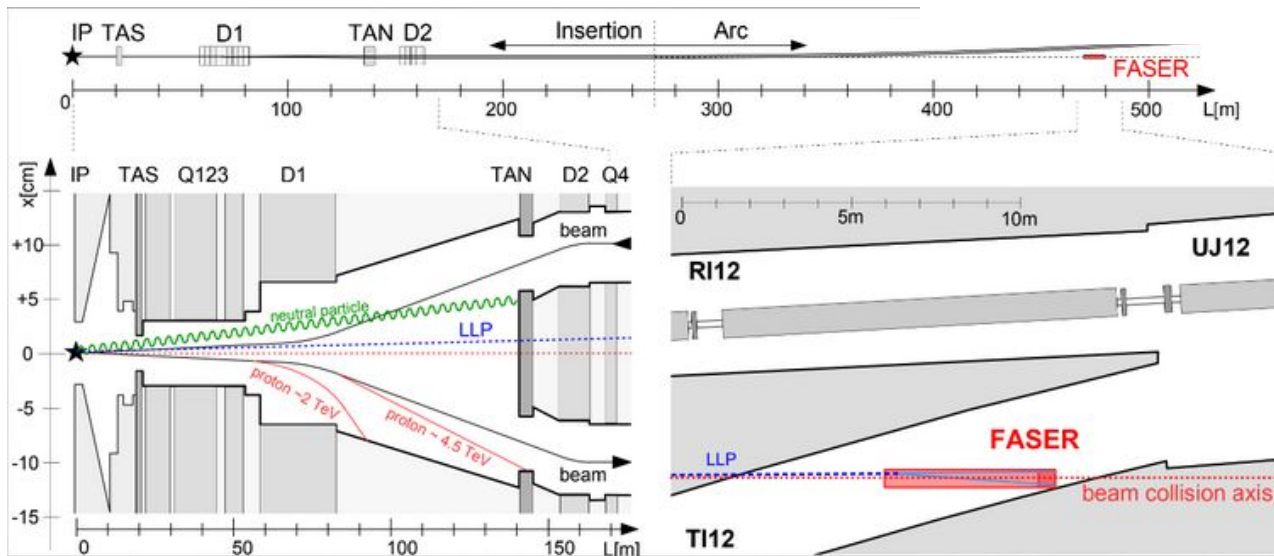 IP TAS D1 TAN D2 Insertion Arc
FASER
0 100 200 300 400 500 L[m]
IP TAS Q123 D1 TAN D2 Q4
x[cm]
+10
+5
0
-5
-10
-15
beam
neutral particle
LLP
proton ~2 TeV
proton ~ 4.5 TeV
beam
0 50 100 150 L[m]
0 5m 10m
RI12 UJ12
FASER
LLP
beam collision axis
TI12